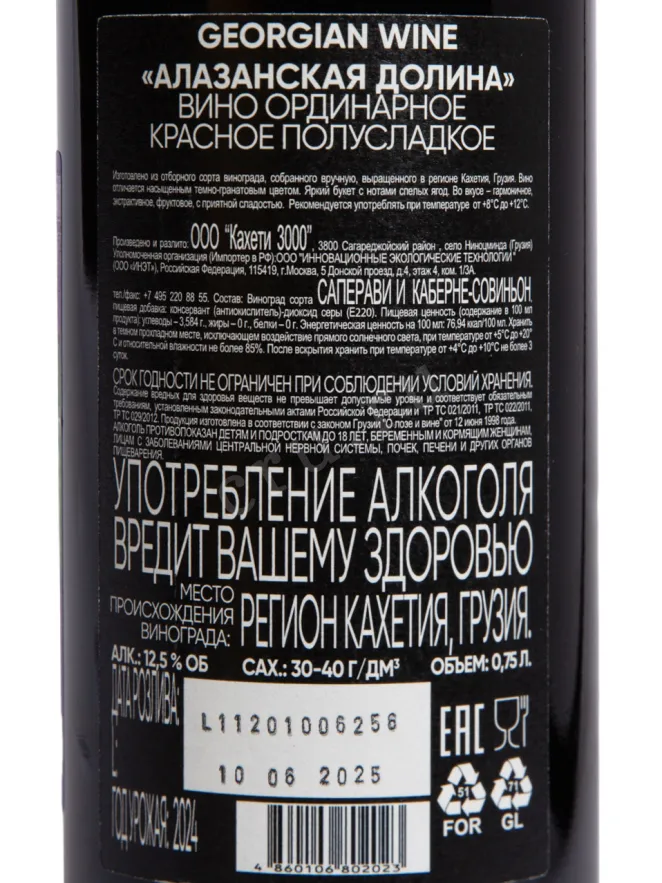 GEORGIAN WINE
«АЛАЗАНСКАЯ ДОЛИНА»
ВИНО ОРДИНАРНОЕ
КРАСНОЕ ПОЛУСЛАДКОЕ
Изготовлено из отборного сорта винограда, собранного вручную, выращенного в регионе Кахетия, Грузия. Вино
отличается насыщенным темно-гранатовым цветом. Яркий букет с нотами спелых ягод. Во вкусе – гармоничное,
экстрактивное, фруктовое, с приятной сладостью. Рекомендуется употреблять при температуре от +8°С до +12°С.
Произведено и разлито: ООО "Кахети 3000", 3800 Сагареджойский район , село Ниноцминда (Грузия)
Уполномоченная организация (Импортер в РФ):ООО "ИННОВАЦИОННЫЕ ЭКОЛОГИЧЕСКИЕ ТЕХНОЛОГИИ"
(ООО «ИНЭТ»), Российская Федерация, 115419, г.Москва, 5 Донской проезд, д.4, этаж 4, ком. 1/3А.
тел./факс: +7 495 220 88 55. Состав: Виноград сорта САПЕРАВИ И КАБЕРНЕ-СОВИНЬОН,
пищевая добавка: консервант (антиокислитель)-диоксид серы (Е220). Пищевая ценность (содержание в 100 мл
продукта): углеводы – 3,584 г., жиры – 0 г., белки – 0 г. Энергетическая ценность на 100 мл: 76,94 ккал/100 мл. Хранить
в темном прохладном месте, исключающем воздействие прямого солнечного света, при температуре от +5°С до +20°
С и относительной влажности не более 85%. После вскрытия хранить при температуре от +4°С до +10°С не более 3
суток.
СРОК ГОДНОСТИ НЕ ОГРАНИЧЕН ПРИ СОБЛЮДЕНИИ УСЛОВИЙ ХРАНЕНИЯ.
Содержание вредных для здоровья веществ не превышает допустимые уровни и соответствует обязательным
требованиям, установленным законодательными актами Российской Федерации и ТР ТС 021/2011, ТР ТС 022/2011,
ТР ТС 029/2012. Продукция изготовлена в соответствии с законом Грузии "О лозе и вине" от 12 июня 1998 года.
АЛКОГОЛЬ ПРОТИВОПОКАЗАН ДЕТЯМ И ПОДРОСТКАМ ДО 18 ЛЕТ, БЕРЕМЕННЫМ И КОРМЯЩИМ ЖЕНЩИНАМ,
ЛИЦАМ С ЗАБОЛЕВАНИЯМИ ЦЕНТРАЛЬНОЙ НЕРВНОЙ СИСТЕМЫ, ПОЧЕК, ПЕЧЕНИ И ДРУГИХ ОРГАНОВ
ПИЩЕВАРЕНИЯ.
УПОТРЕБЛЕНИЕ АЛКОГОЛЯ
ВРЕДИТ ВАШЕМУ ЗДОРОВЬЮ
МЕСТО
ПРОИСХОЖДЕНИЯ
ВИНОГРАДА: РЕГИОН КАХЕТИЯ, ГРУЗИЯ.
АЛК.: 12,5 % ОБ САХ.: 30-40 Г/ДМ³ ОБЪЕМ: 0,75 Л.
ДАТА РОЗЛИВА:
L:
L11201006256
10 06 2025
ГОД УРОЖАЯ: 2024
EAC
51
FOR
71
GL
4 860106 802023